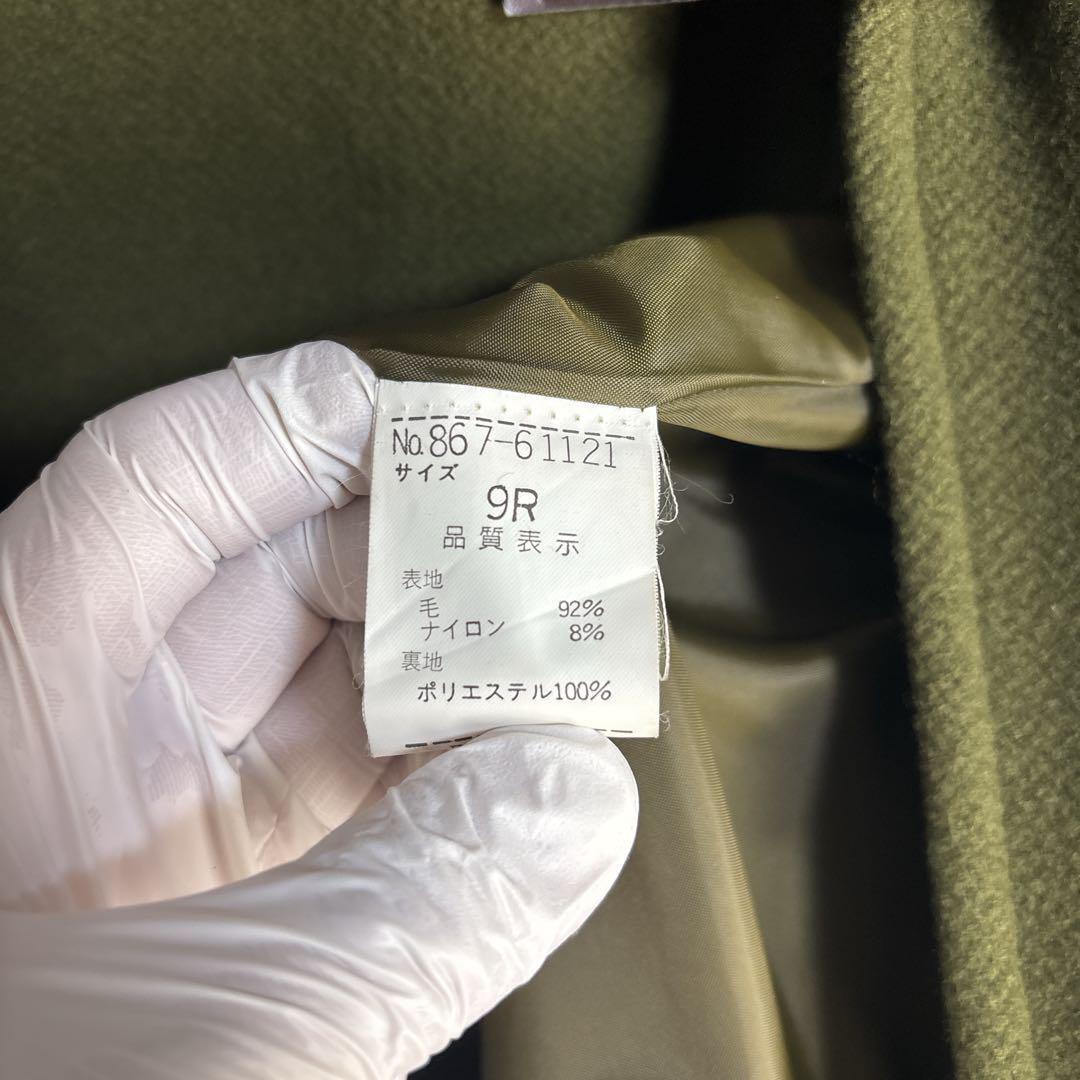 No.867-61121
サイズ
9R
品質表示
表地
毛 92%
ナイロン 8%
裏地
ポリエステル100%